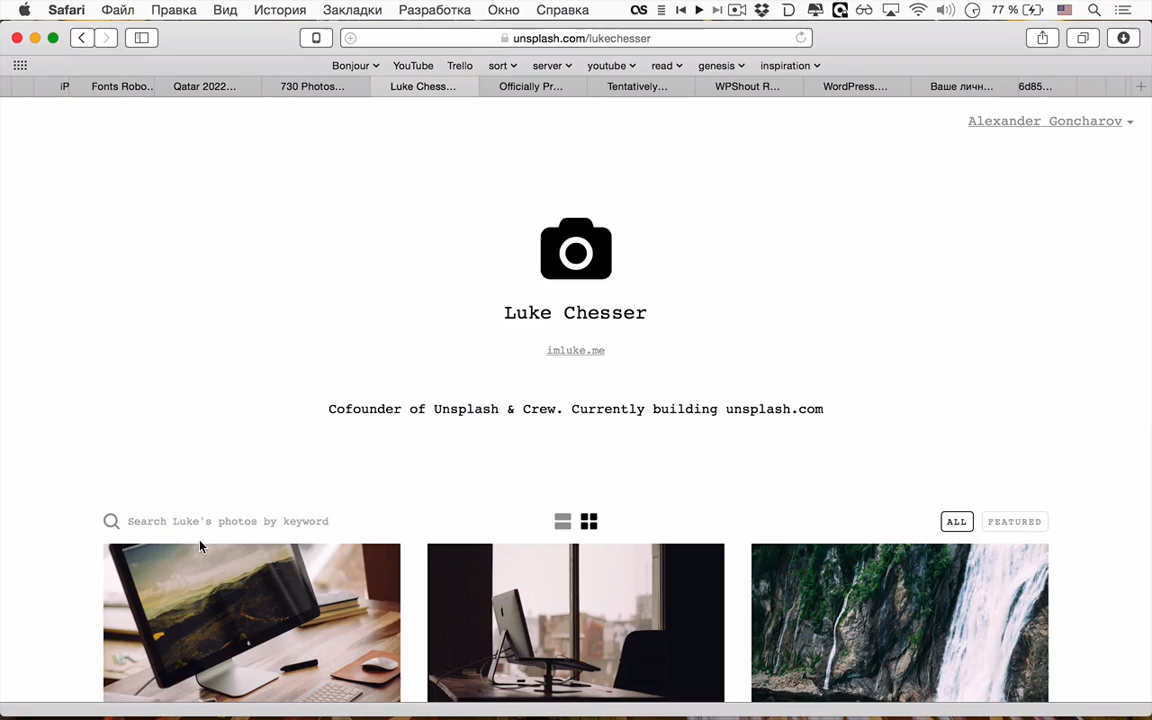 Safari Файл Правка Вид История Закладки Разработка Окно Справка 77 %
unsplash.com/lukechesser
Bonjour YouTube Trello sort server youtube read genesis inspiration
iP Fonts Robo... Qatar 2022... 730 Photos... Luke Chess... Officially Pr... Tentatively... WPShout R... WordPress.... Ваше личн... 6d85...
Alexander Goncharov
Luke Chesser
imluke.me
Cofounder of Unsplash & Crew. Currently building unsplash.com
Search Luke's photos by keyword
ALL FEATURED